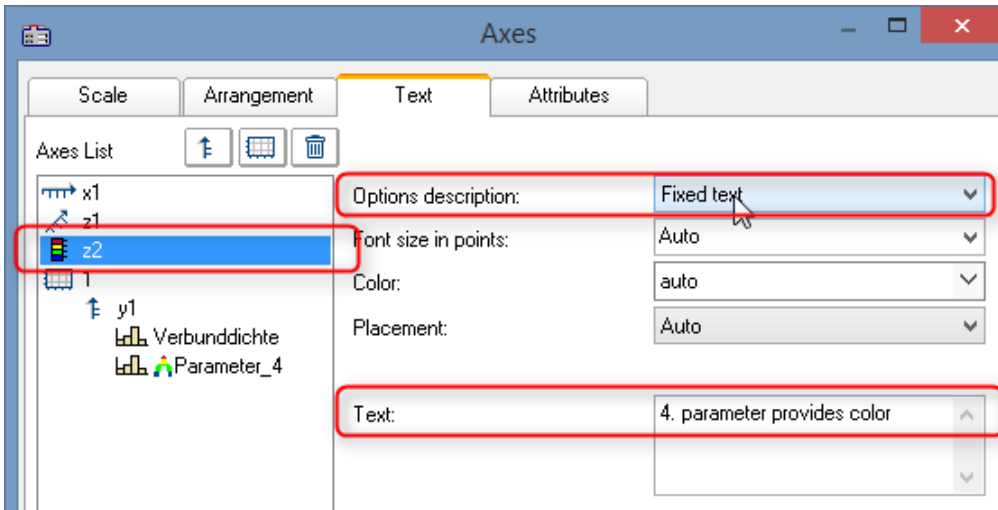 Axes
Scale Arrangement Text Attributes
Axes List
x1
z1
z2
1
y1
Verbunddichte
Parameter_4
Options description: Fixed text
Font size in points: Auto
Color: auto
Placement: Auto
Text: 4. parameter provides color